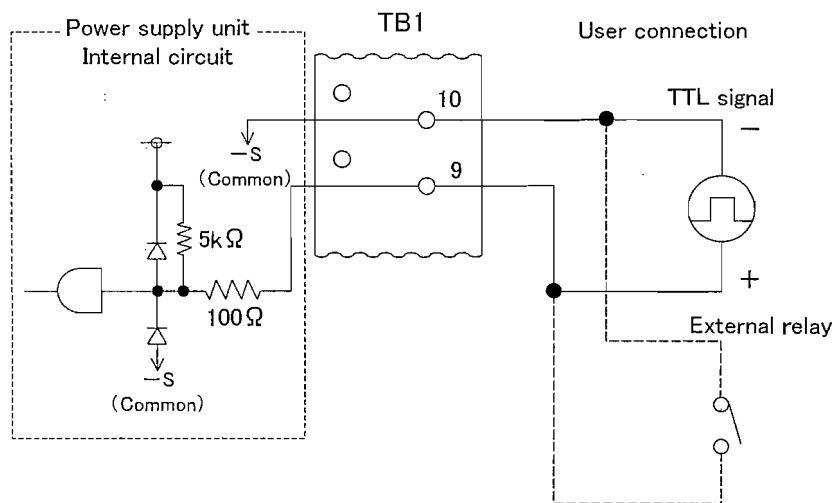 Power supply unit
Internal circuit
TB1
User connection
10
TTL signal
−
−S
(Common)
9
5kΩ
+
100Ω
External relay
−S
(Common)